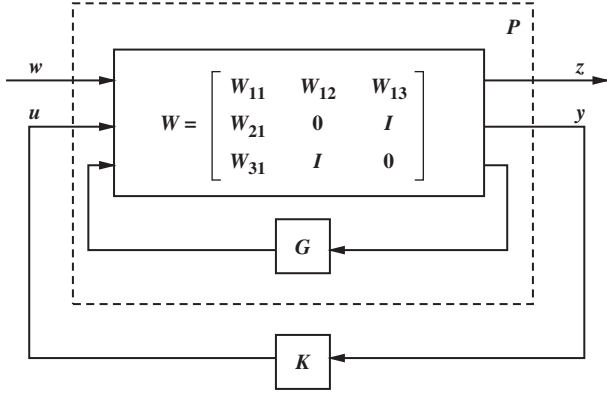 P
w z
W₁₁ W₁₂ W₁₃
u W = W₂₁ 0 I y
W₃₁ I 0
G
K